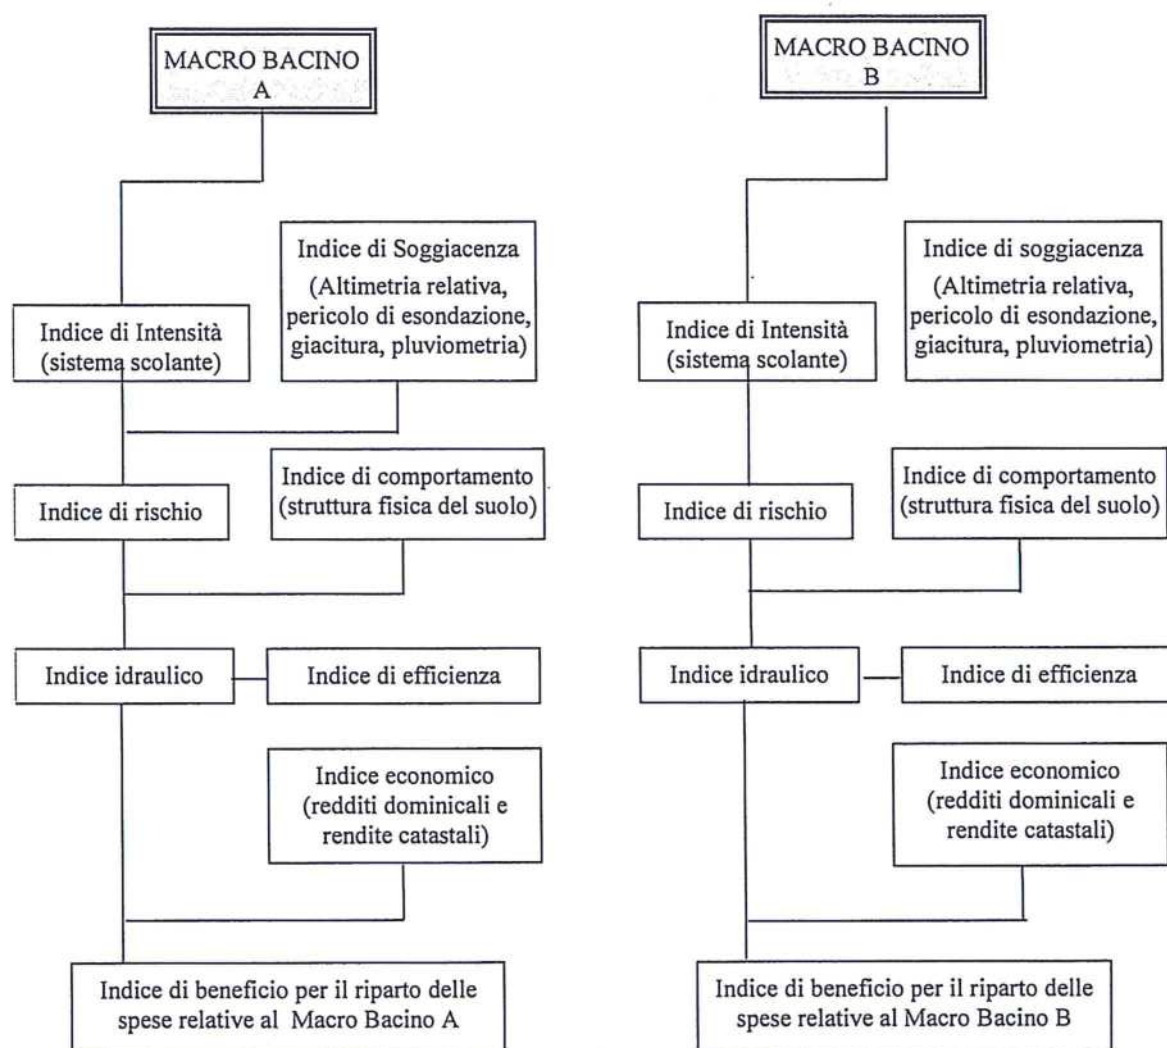 MACRO BACINO
A
Indice di Soggiacenza
(Altimetria relativa,
pericolo di esondazione,
giacitura, pluviometria)
Indice di Intensità
(sistema scolante)
Indice di comportamento
(struttura fisica del suolo)
Indice di rischio
Indice idraulico
Indice di efficienza
Indice economico
(redditi dominicali e
rendite catastali)
Indice di beneficio per il riparto delle
spese relative al Macro Bacino A
MACRO BACINO
B
Indice di soggiacenza
(Altimetria relativa,
pericolo di esondazione,
giacitura, pluviometria)
Indice di Intensità
(sistema scolante)
Indice di comportamento
(struttura fisica del suolo)
Indice di rischio
Indice idraulico
Indice di efficienza
Indice economico
(redditi dominicali e
rendite catastali)
Indice di beneficio per il riparto delle
spese relative al Macro Bacino B